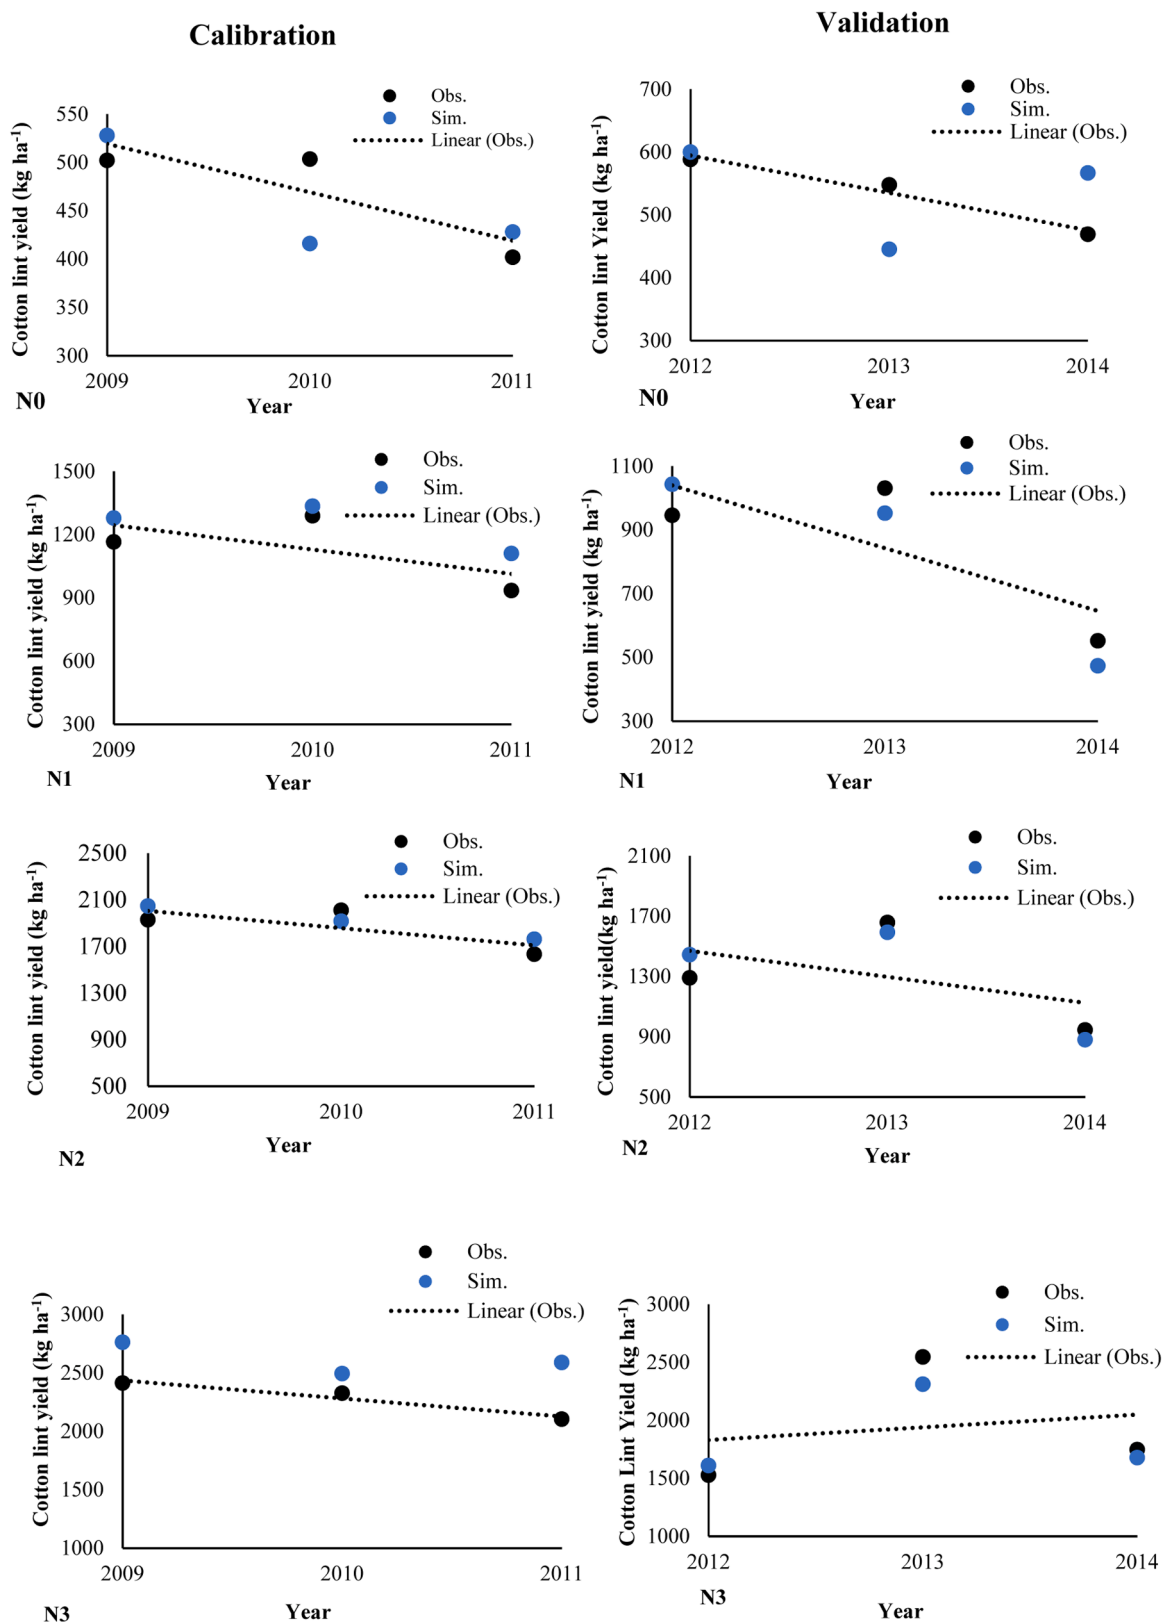 Calibration
Validation
Obs.
Sim.
Linear (Obs.)
Cotton lint yield (kg ha-1)
550
500
450
400
350
300
2009
2010
2011
Year
N0
Obs.
Sim.
Linear (Obs.)
Cotton lint Yield (kg ha-1)
700
600
500
400
300
2012
2013
2014
Year
N0
Obs.
Sim.
Linear (Obs.)
Cotton lint yield (kg ha-1)
1500
1200
900
600
300
2009
2010
2011
Year
N1
Obs.
Sim.
Linear (Obs.)
Cotton lint yield (kg ha-1)
1100
900
700
500
300
2012
2013
2014
Year
N1
Obs.
Sim.
Linear (Obs.)
Cotton lint yield (kg ha-1)
2500
2100
1700
1300
900
500
2009
2010
2011
Year
N2
Obs.
Sim.
Linear (Obs.)
Cotton lint yield(kg ha-1)
2100
1700
1300
900
500
2012
2013
2014
Year
N2
Obs.
Sim.
Linear (Obs.)
Cotton lint yield (kg ha-1)
3000
2500
2000
1500
1000
2009
2010
2011
Year
N3
Obs.
Sim.
Linear (Obs.)
Cotton Lint Yield (kg ha-1)
3000
2500
2000
1500
1000
2012
2013
2014
Year
N3